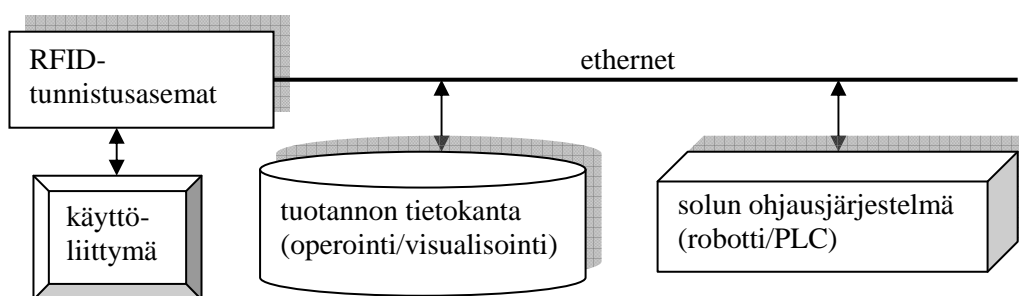 RFID-
tunnistusasemat
ethernet
käyttö-
liittymä
tuotannon tietokanta
(operointi/visualisointi)
solun ohjausjärjestelmä
(robotti/PLC)